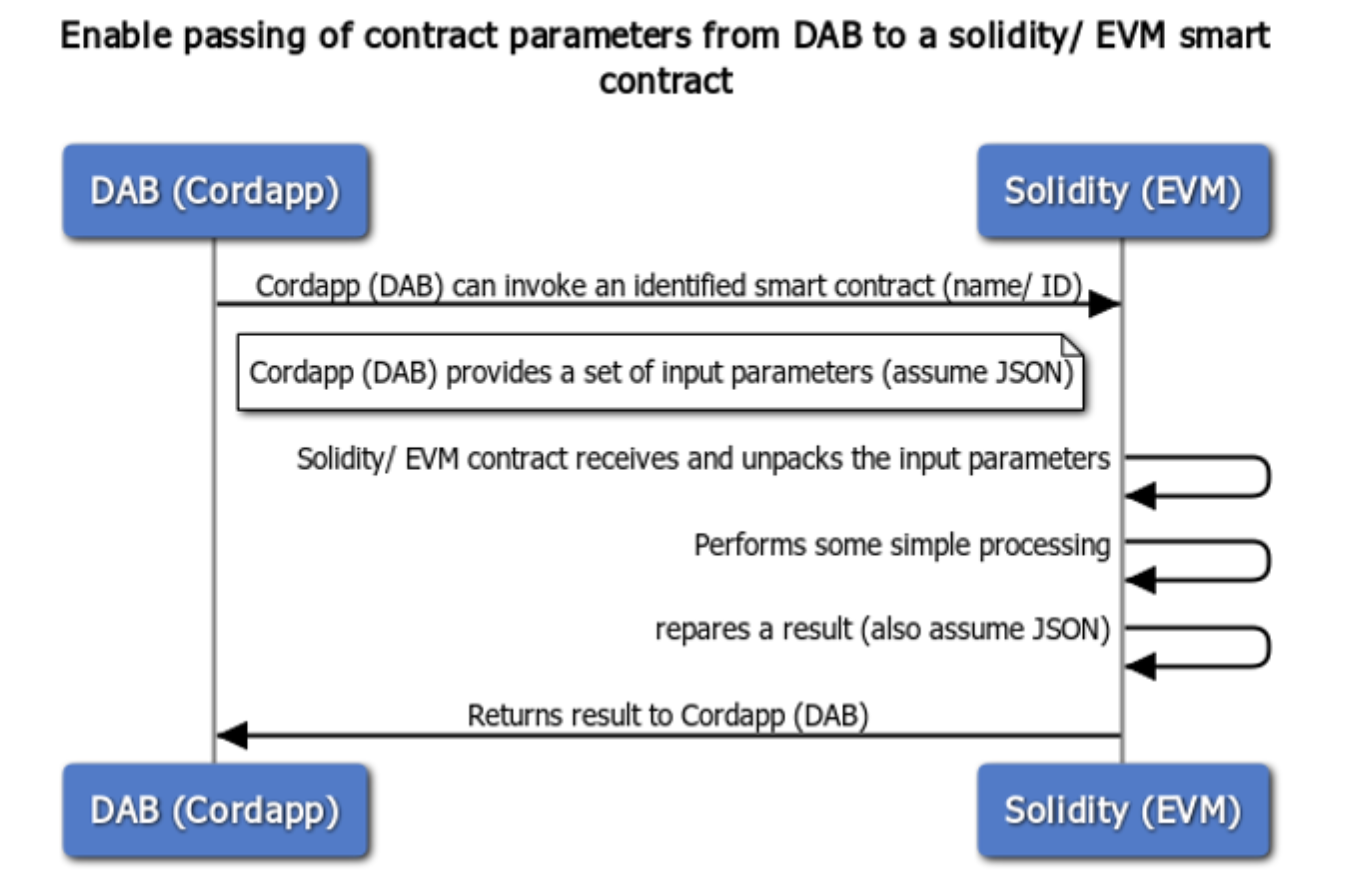 Enable passing of contract parameters from DAB to a solidity/ EVM smart
contract
DAB (Cordapp)
Solidity (EVM)
Cordapp (DAB) can invoke an identified smart contract (name/ ID)
Cordapp (DAB) provides a set of input parameters (assume JSON)
Solidity/ EVM contract receives and unpacks the input parameters
Performs some simple processing
repares a result (also assume JSON)
Returns result to Cordapp (DAB)
DAB (Cordapp)
Solidity (EVM)